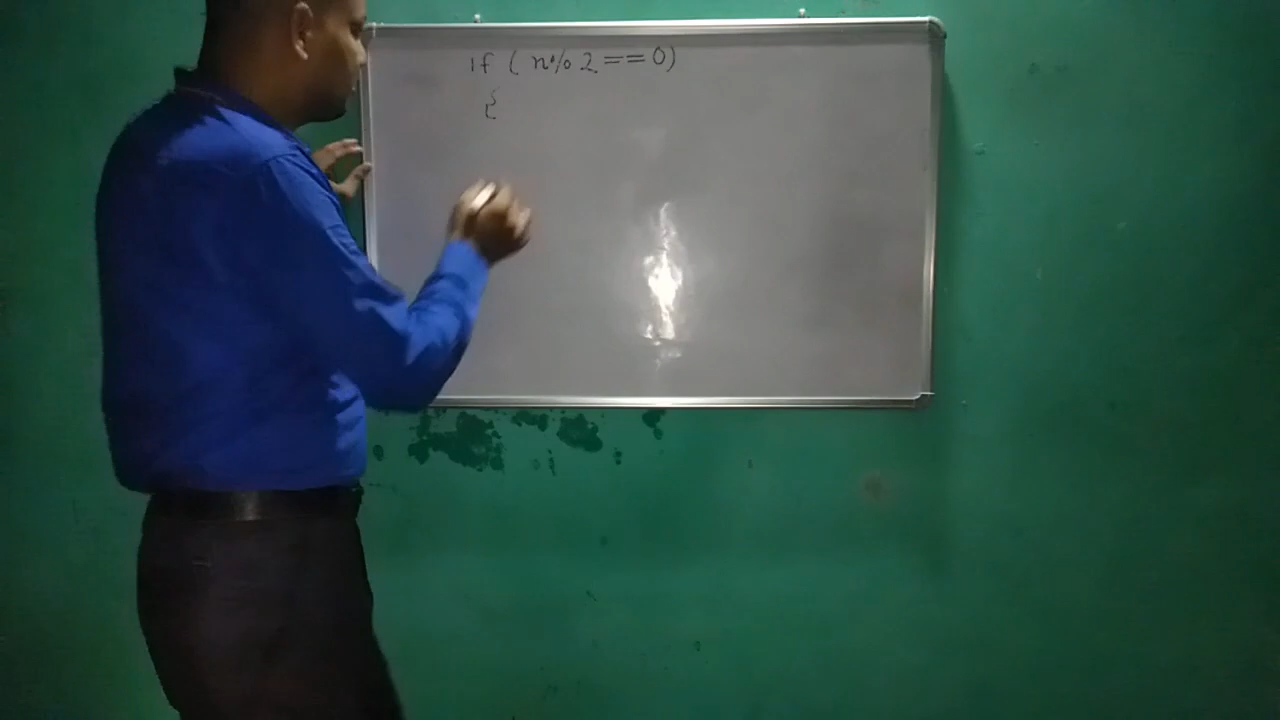 if ( n% 2 == 0)
{